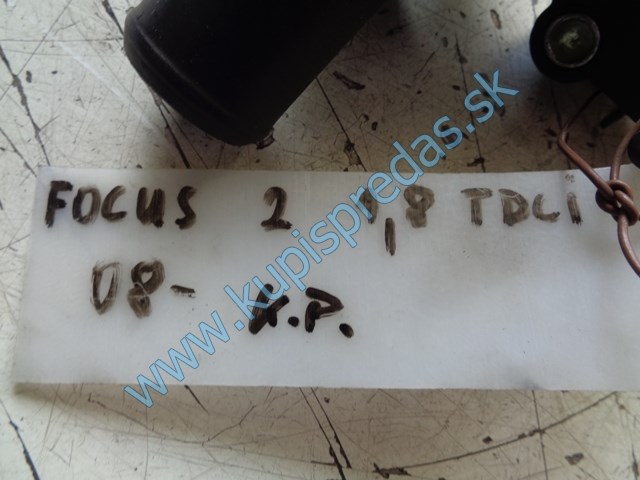 FOCUS 2 1,8 TDCI
08- A.P.
www.kupispredas.sk